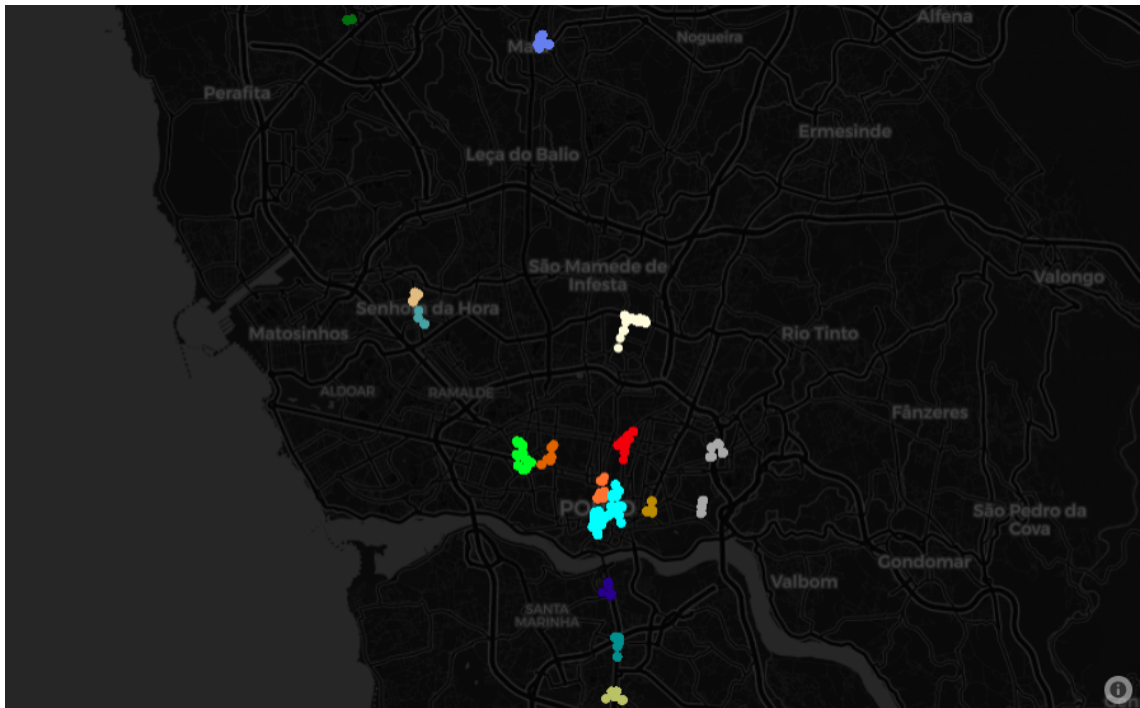 Alfena
Nogueira
Perafita
Ermesinde
Leça do Balio
São Mamede de
Infesta
Valongo
Senhora da Hora
Matosinhos
Rio Tinto
ALDOAR
RAMALDE
Fânzeres
São Pedro da
Cova
Gondomar
Valbom
SANTA
MARINHA